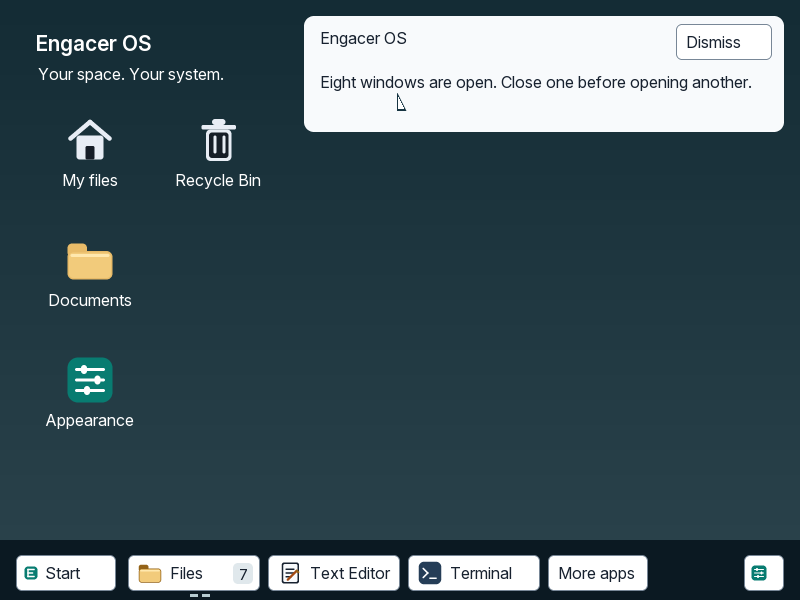 Engacer OS
Your space. Your system.
Engacer OS
Dismiss
Eight windows are open. Close one before opening another.
My files
Recycle Bin
Documents
Appearance
Start
Files
7
Text Editor
Terminal
More apps